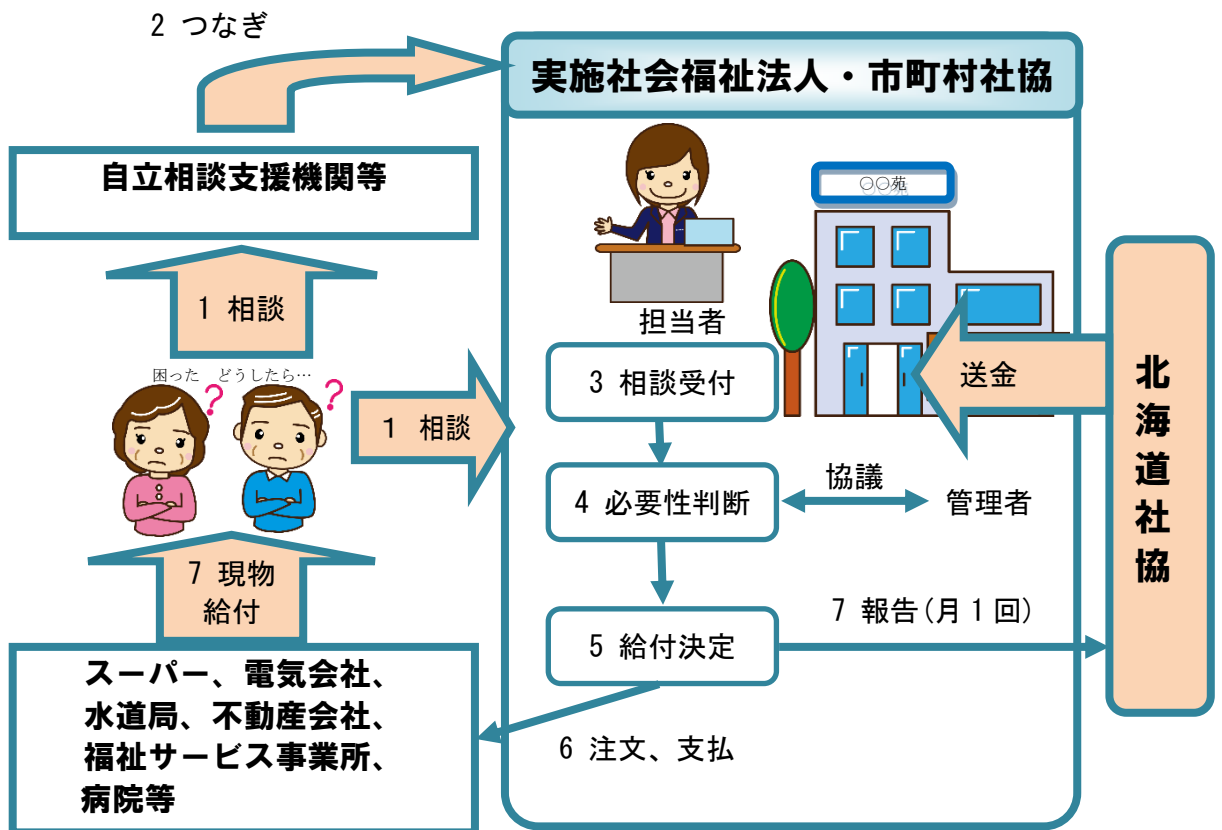 2 つなぎ
実施社会福祉法人・市町村社協
自立相談支援機関等
○○苑
1 相談
担当者
困った どうしたら…
？
？
3 相談受付
送金
北海道社協
1 相談
4 必要性判断
協議
管理者
7 現物
給付
5 給付決定
7 報告(月1回)
スーパー、電気会社、
水道局、不動産会社、
福祉サービス事業所、
病院等
6 注文、支払